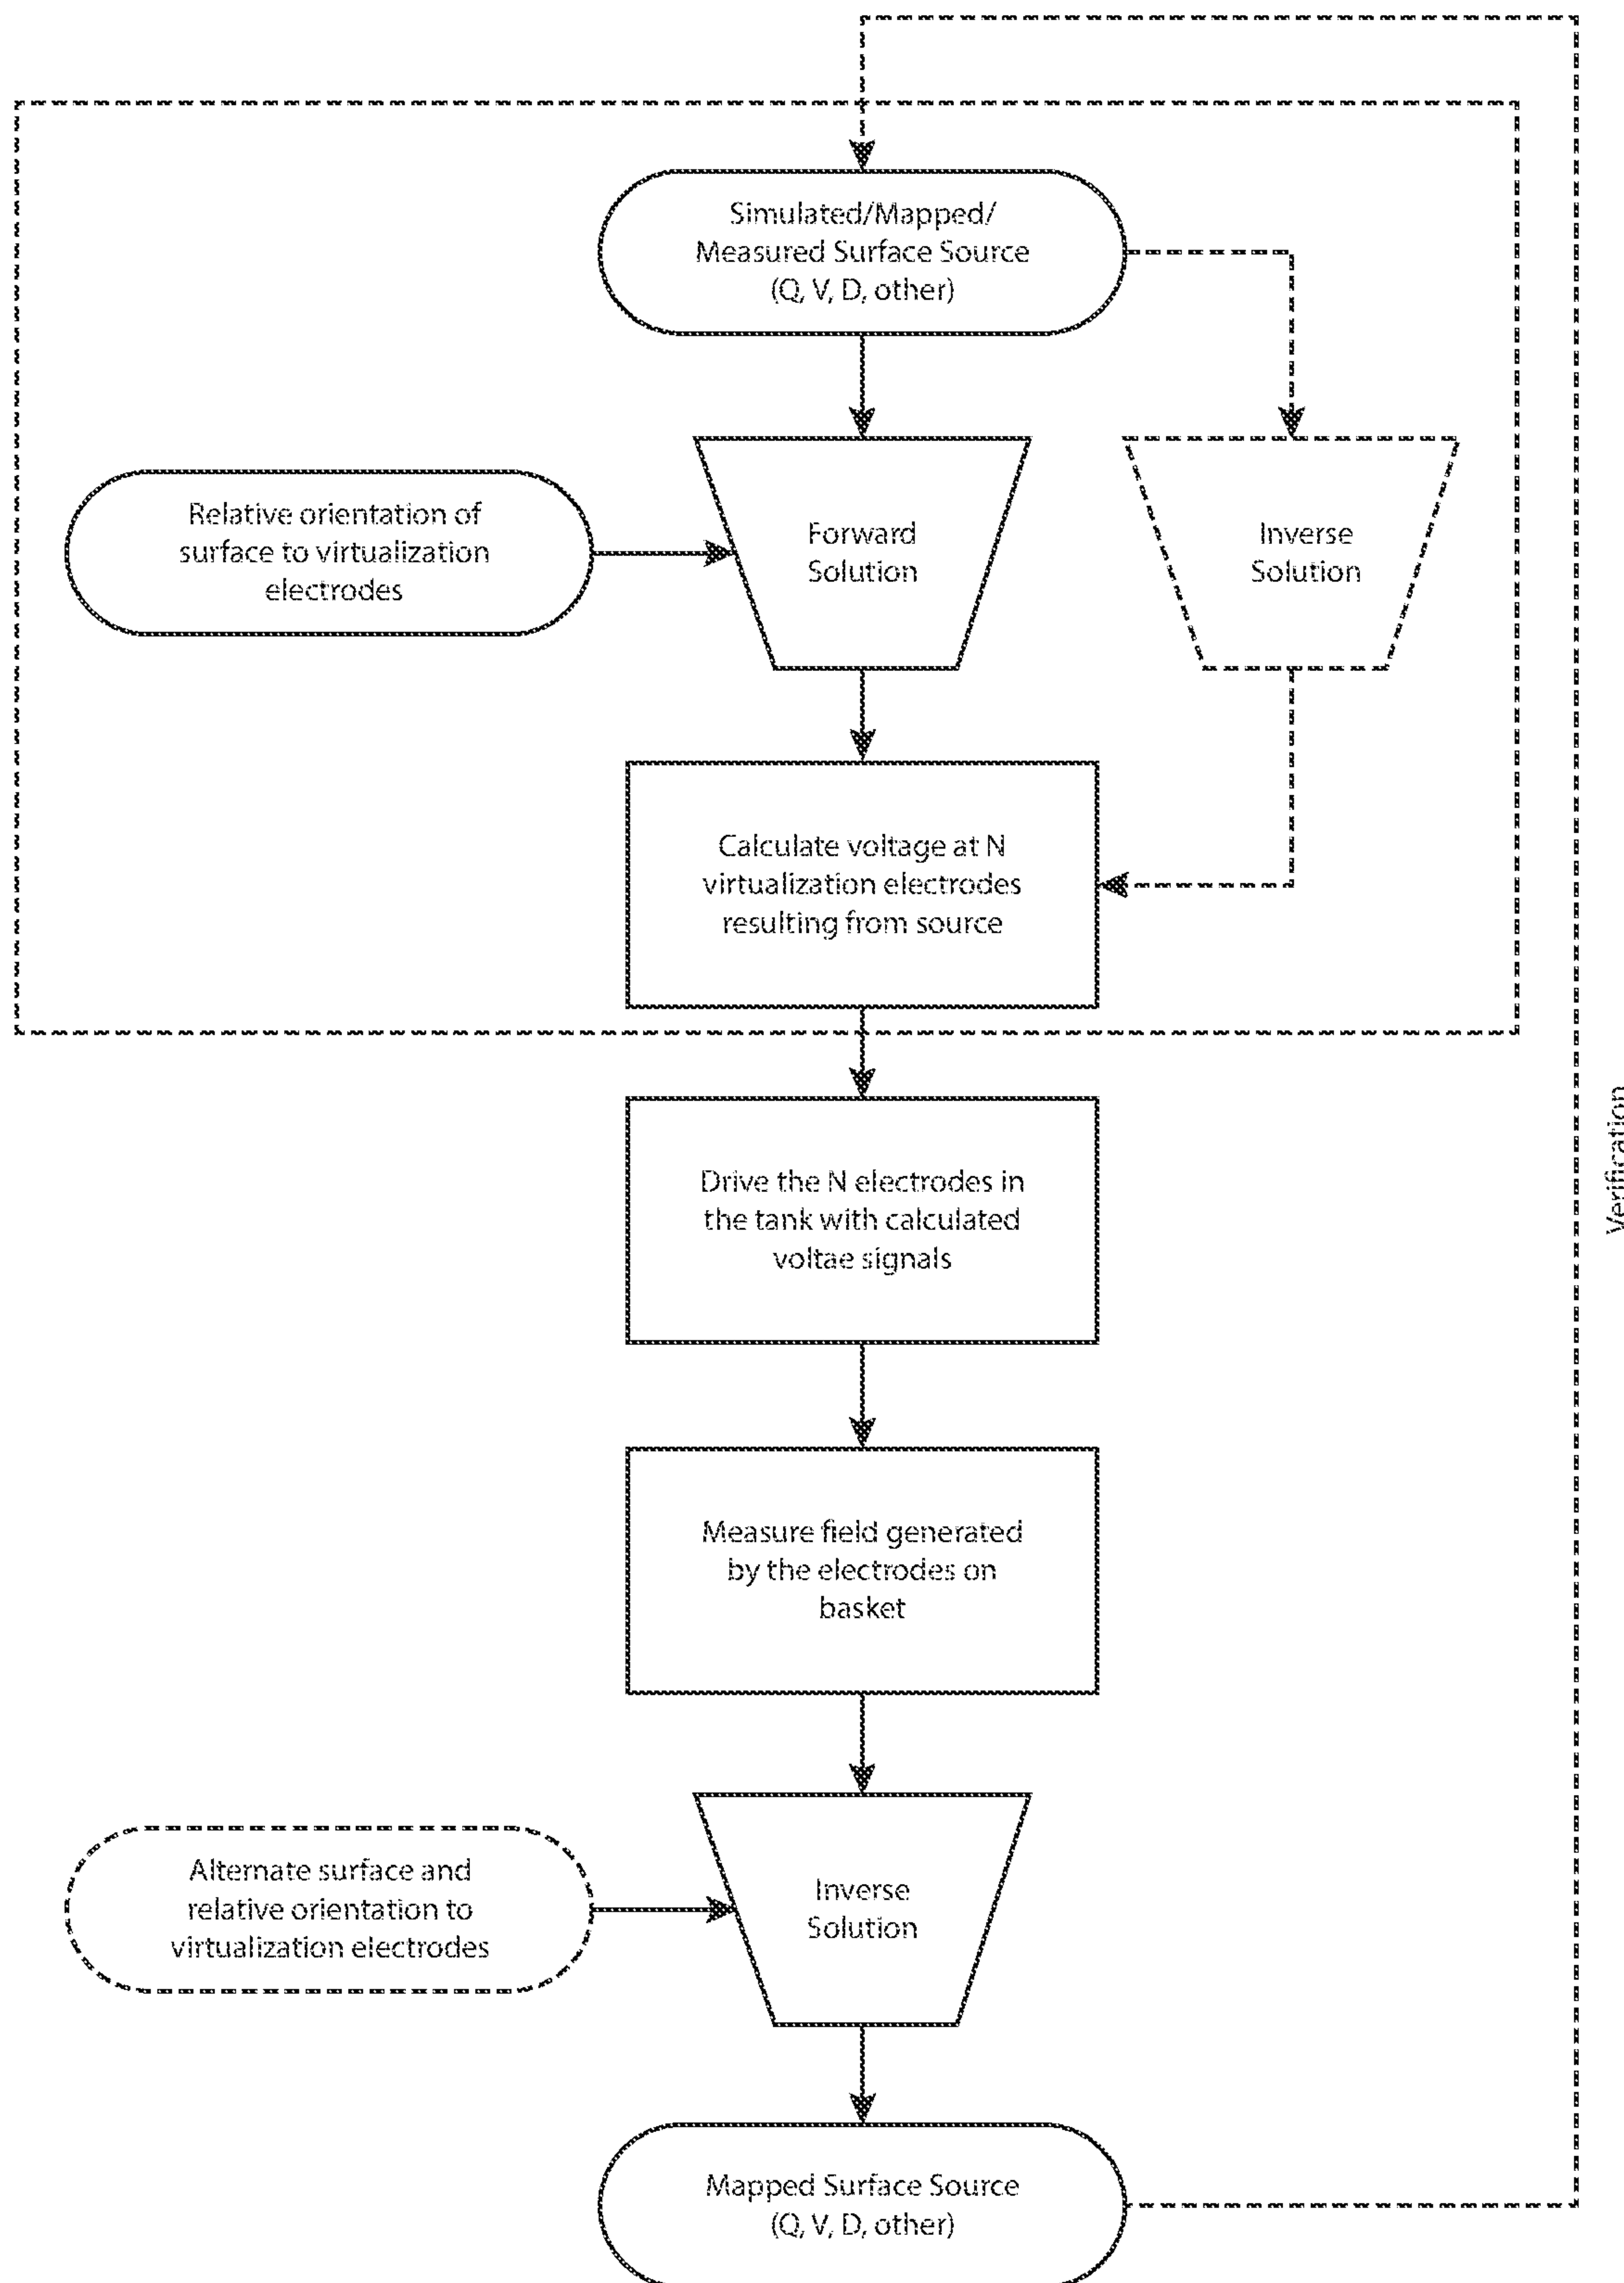 Simulated/Mapped/
Measured Surface Source
(Q, V, D, other)
Relative orientation of
surface to virtualization
electrodes
Forward
Solution
Inverse
Solution
Calculate voltage at N
virtualization electrodes
resulting from source
Drive the N electrodes in
the tank with calculated
voltae signals
Verification
Measure field generated
by the electrodes on
basket
Alternate surface and
relative orientation to
virtualization electrodes
Inverse
Solution
Mapped Surface Source
(Q, V, D, other)